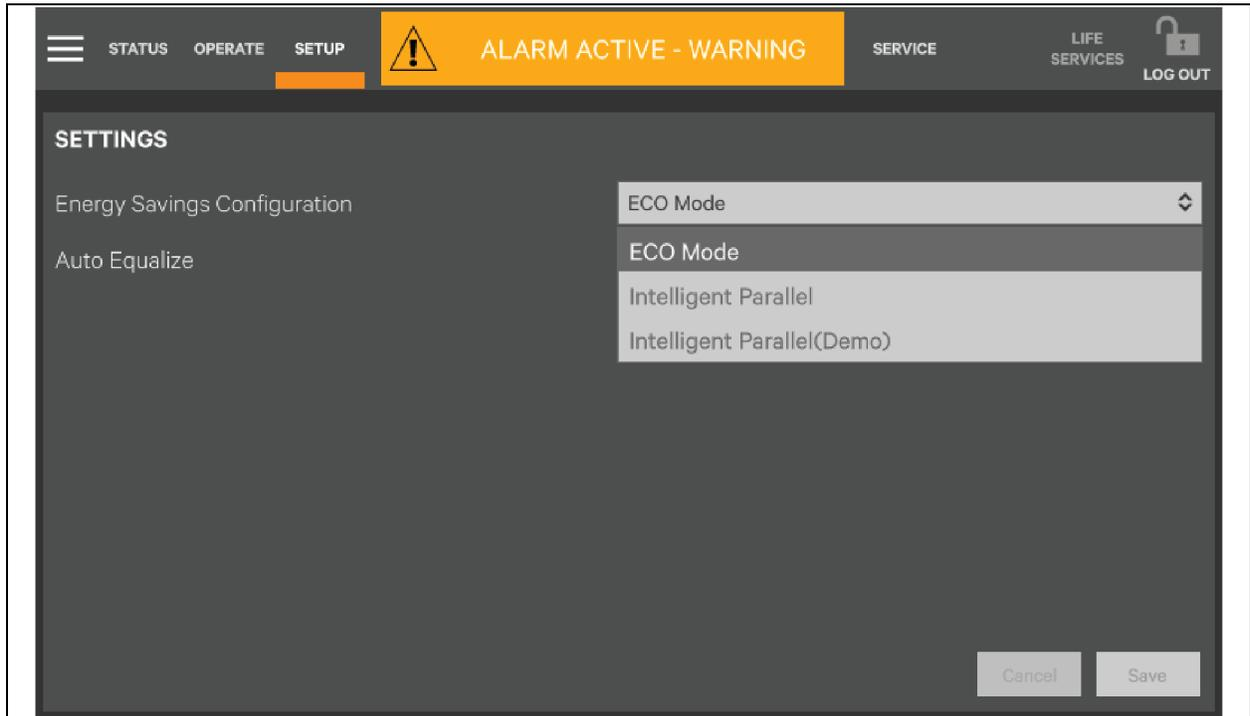 STATUS OPERATE SETUP ALARM ACTIVE - WARNING SERVICE LIFE
SERVICES LOG OUT
SETTINGS
Energy Savings Configuration ECO Mode
Auto Equalize ECO Mode
Intelligent Parallel
Intelligent Parallel(Demo)
Cancel Save